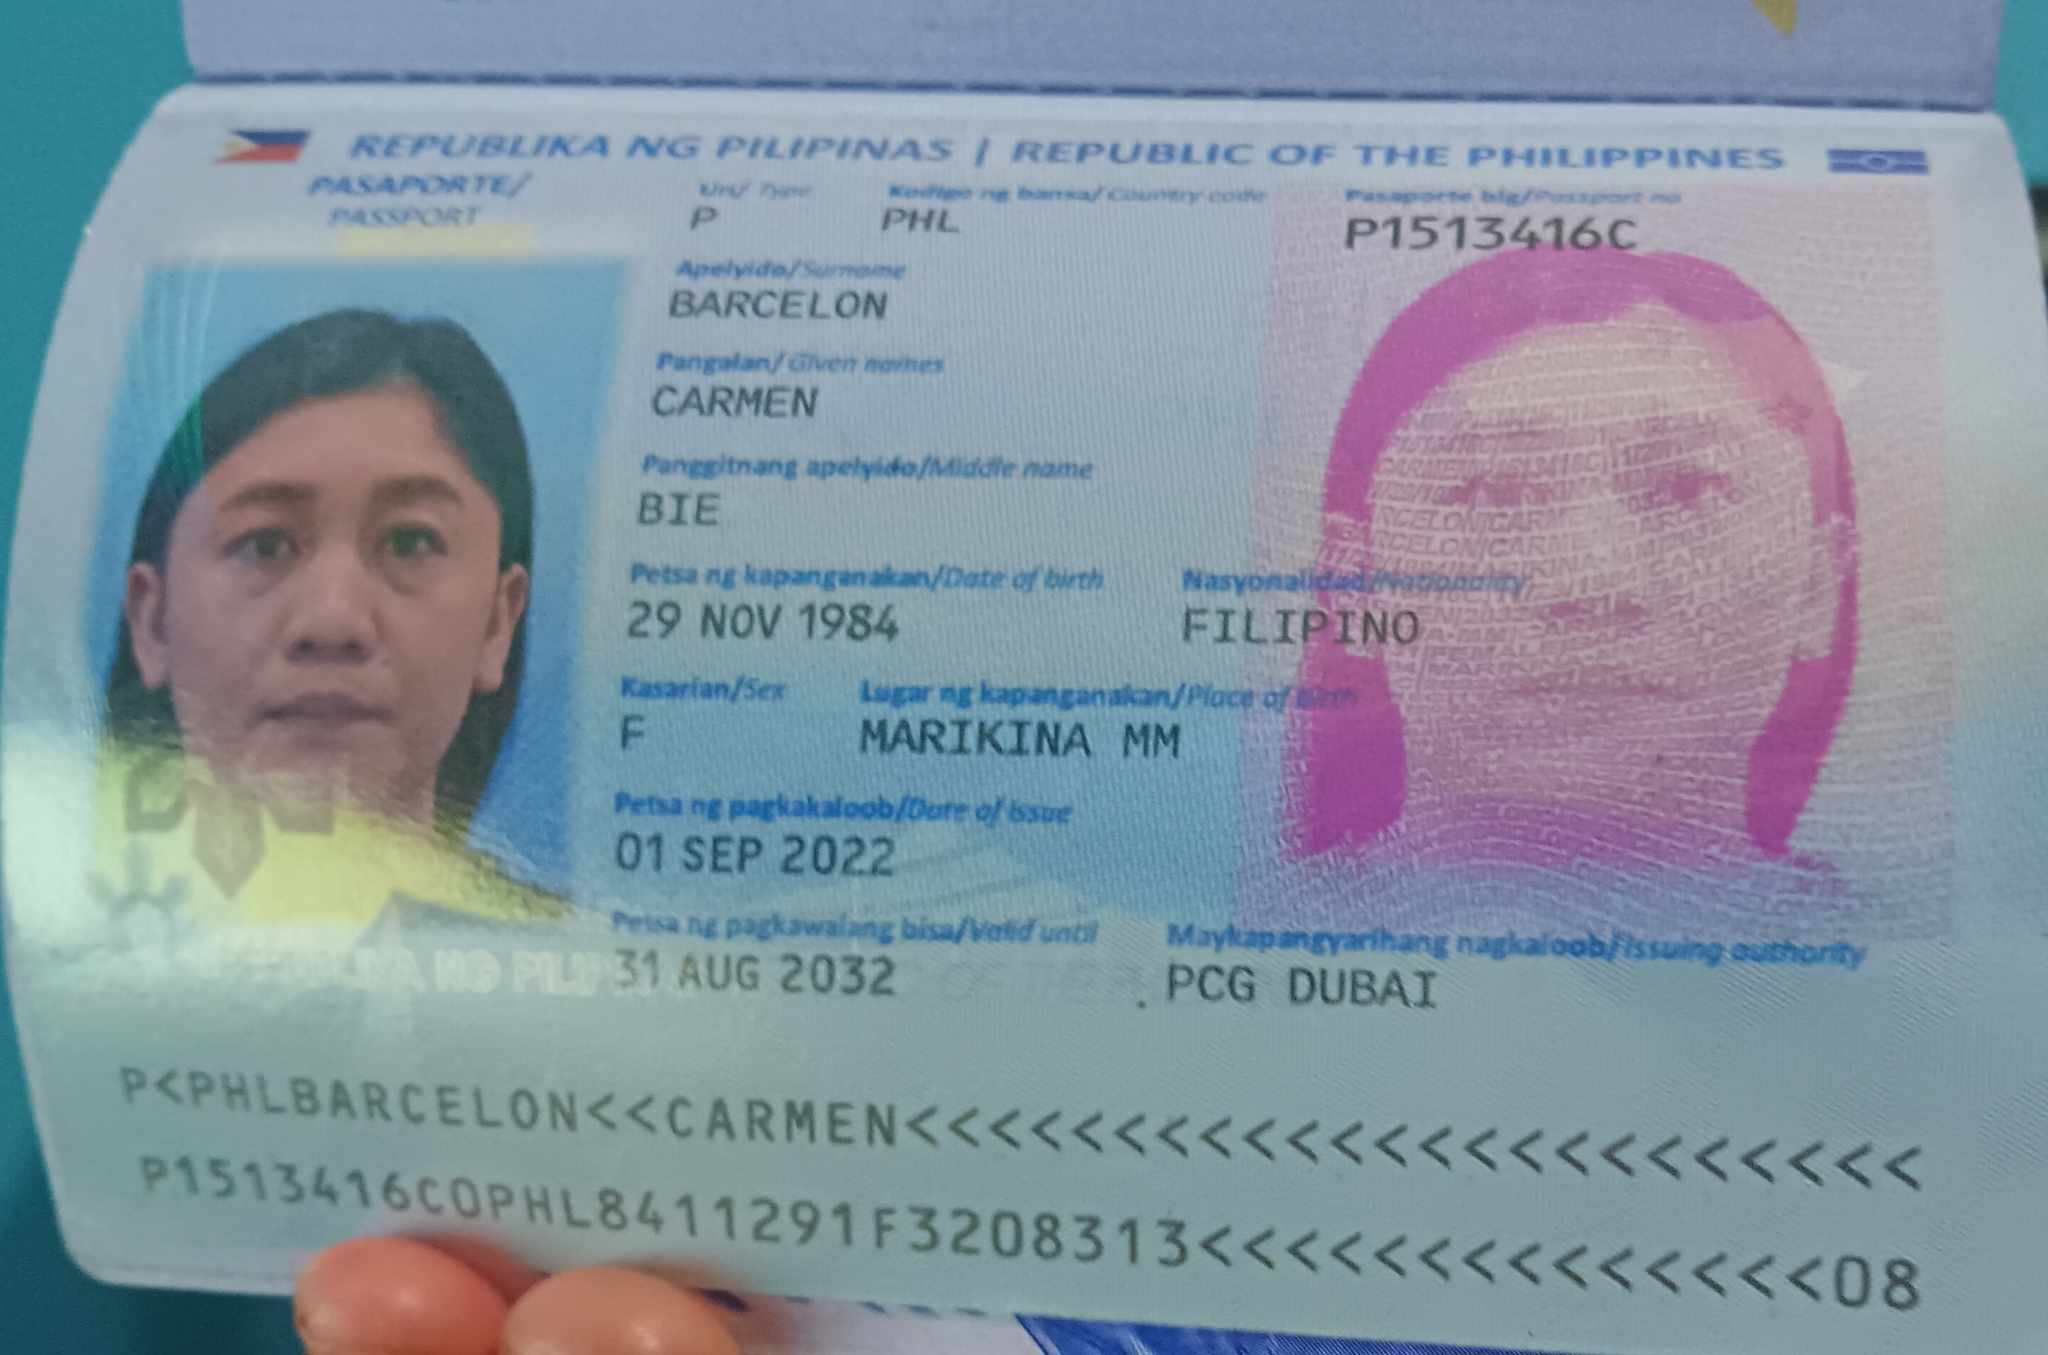 REPUBLIKA NG PILIPINAS | REPUBLIC OF THE PHILIPPINES
PASAPORTE/
PASSPORT
Uri/ Type
P
Kodigo ng bansa/Country code
PHL
Pasaporte blg/Passport no
P1513416C
Apelyido/Surname
BARCELON
Pangalan/Given names
CARMEN
Panggitnang apelyido/Middle name
BIE
Petsa ng kapanganakan/Date of birth
29 NOV 1984
Nasyonalidad/Nationality
FILIPINO
Kasarian/Sex
F
Lugar ng kapanganakan/Place of birth
MARIKINA MM
Petsa ng pagkakaloob/Date of issue
01 SEP 2022
Petsa ng pagkawalang bisa/Valid until
31 AUG 2032
Maykapangyarihang nagkaloob/Issuing authority
PCG DUBAI
P<PHLBARCELON<<CARMEN<<<<<<<<<<<<<<<<<<<<<<<<
P1513416C0PHL8411291F3208313<<<<<<<<<<<<<<<08